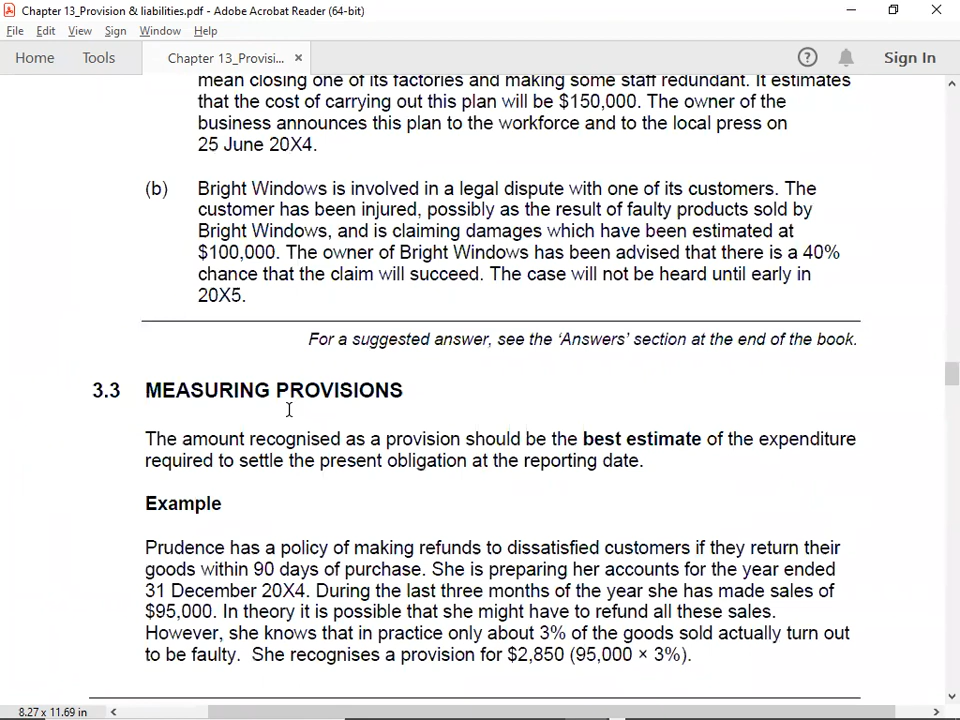 Chapter 13_Provision & liabilities.pdf - Adobe Acrobat Reader (64-bit)
File Edit View Sign Window Help
Home Tools Chapter 13_Provisi... × ? Sign In
mean closing one of its factories and making some staff redundant. It estimates
that the cost of carrying out this plan will be $150,000. The owner of the
business announces this plan to the workforce and to the local press on
25 June 20X4.
(b) Bright Windows is involved in a legal dispute with one of its customers. The
customer has been injured, possibly as the result of faulty products sold by
Bright Windows, and is claiming damages which have been estimated at
$100,000. The owner of Bright Windows has been advised that there is a 40%
chance that the claim will succeed. The case will not be heard until early in
20X5.
For a suggested answer, see the ‘Answers’ section at the end of the book.
3.3 MEASURING PROVISIONS
The amount recognised as a provision should be the best estimate of the expenditure
required to settle the present obligation at the reporting date.
Example
Prudence has a policy of making refunds to dissatisfied customers if they return their
goods within 90 days of purchase. She is preparing her accounts for the year ended
31 December 20X4. During the last three months of the year she has made sales of
$95,000. In theory it is possible that she might have to refund all these sales.
However, she knows that in practice only about 3% of the goods sold actually turn out
to be faulty. She recognises a provision for $2,850 (95,000 × 3%).
8.27 x 11.69 in